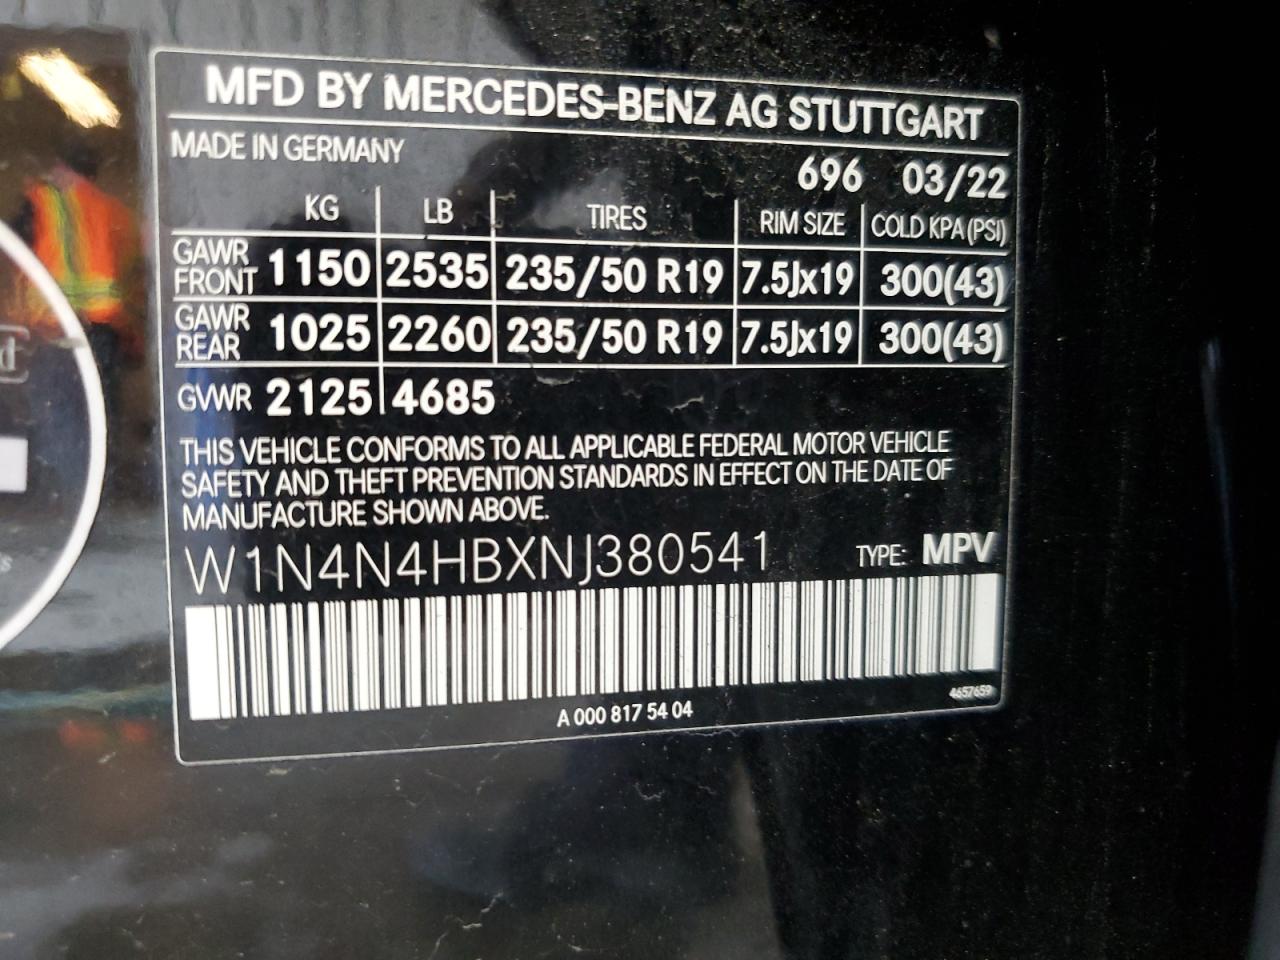 MFD BY MERCEDES-BENZ AG STUTTGART
MADE IN GERMANY
696 03/22
KG LB TIRES RIM SIZE COLD KPA (PSI)
GAWR FRONT 1150 2535 235/50 R19 7.5Jx19 300(43)
GAWR REAR 1025 2260 235/50 R19 7.5Jx19 300(43)
GVWR 2125 4685
THIS VEHICLE CONFORMS TO ALL APPLICABLE FEDERAL MOTOR VEHICLE
SAFETY AND THEFT PREVENTION STANDARDS IN EFFECT ON THE DATE OF
MANUFACTURE SHOWN ABOVE.
W1N4N4HBXNJ380541 TYPE: MPV
4657659
A 000 817 54 04